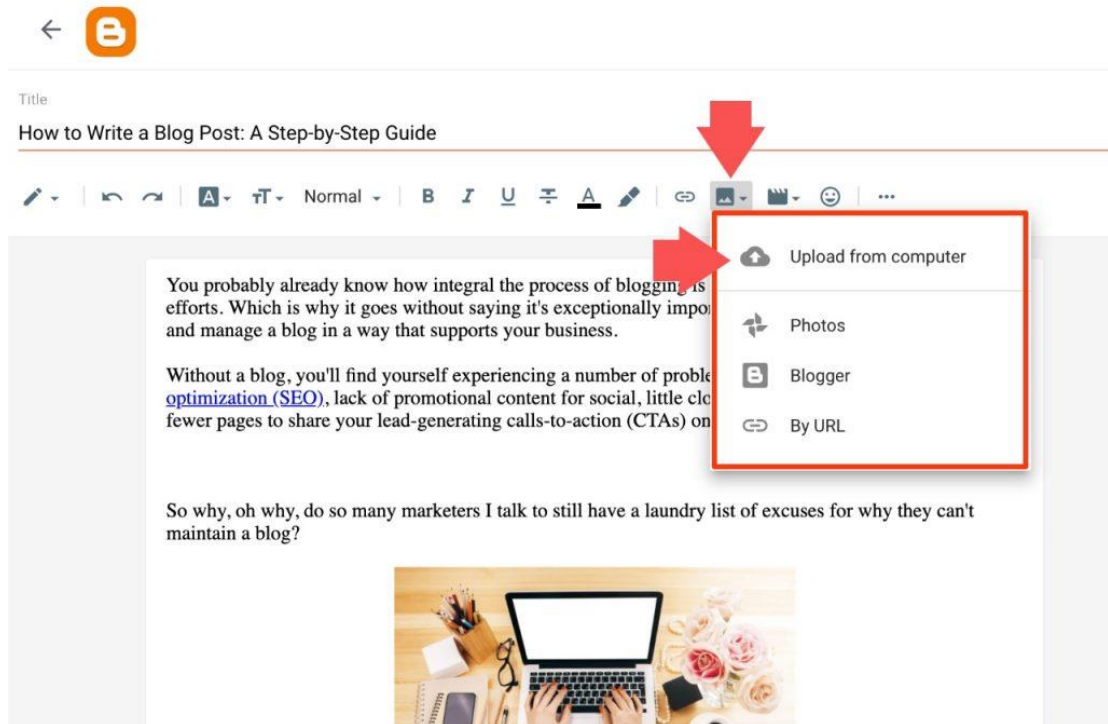 Title
How to Write a Blog Post: A Step-by-Step Guide
Normal
B I U A
Upload from computer
Photos
Blogger
By URL
You probably already know how integral the process of blogging is
efforts. Which is why it goes without saying it's exceptionally
and manage a blog in a way that supports your business.
Without a blog, you'll find yourself experiencing a number of
optimization (SEO), lack of promotional content for social, little
fewer pages to share your lead-generating calls-to-action (CTAs) on
So why, oh why, do so many marketers I talk to still have a laundry list of excuses for why they can't
maintain a blog?